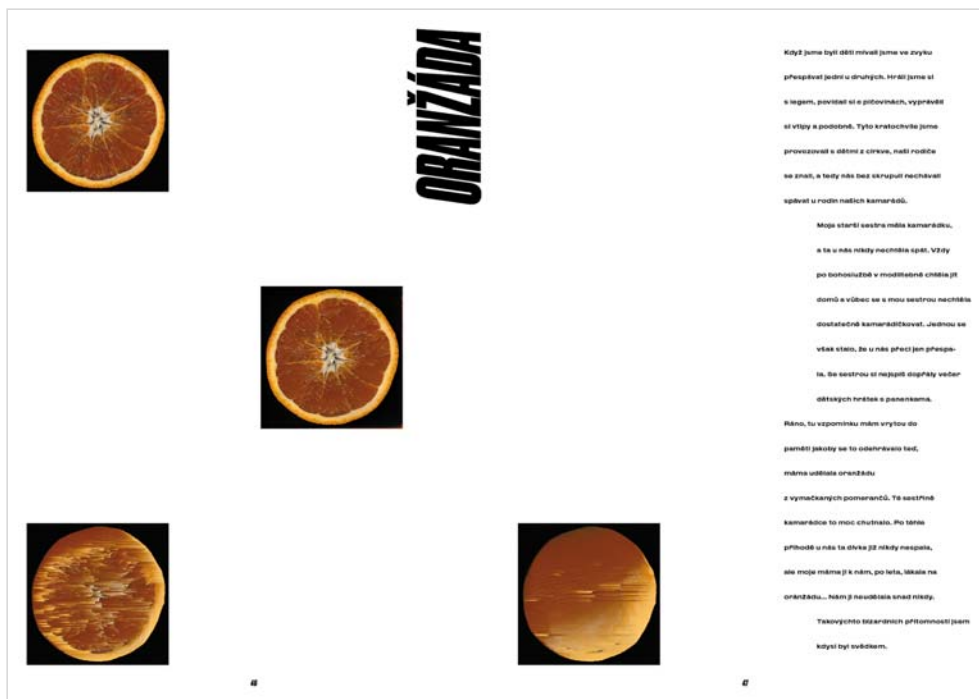 ORANŽÁDA
Když jsme byli děti mívali jsme ve zvyku
přespávat jedni u druhých. Hráli jsme si
s legem, povídali si o píčovinách, vyprávěli
si vtipy a podobně. Tyto kratochvíle jsme
provozovali s dětmi z církve, naši rodiče
se znali, a tedy nás bez skrupulí nechávali
spávat u rodin našich kamarádů.
Moje starší sestra měla kamarádku,
a ta u nás nikdy nechtěla spát. Vždy
po bohoslužbě v modlitebně chtěla jít
domů a vůbec se s mou sestrou nechtěla
dostatečně kamarádíčkovat. Jednou se
však stalo, že u nás přeci jen přespa-
la. Se sestrou si nejspíš dopřály večer
dětských hrátek s panenkama.
Ráno, tu vzpomínku mám vrytou do
paměti jakoby se to odehrávalo teď,
máma udělala oranžádu
z vymačkaných pomerančů. Té sestřině
kamarádce to moc chutnalo. Po téhle
příhodě u nás ta dívka již nikdy nespala,
ale moje máma ji k nám, po léta, lákala na
oránžádu... Nám ji neudělala snad nikdy.
Takovýchto bizardních přítomností jsem
kdysi byl svědkem.
46
47